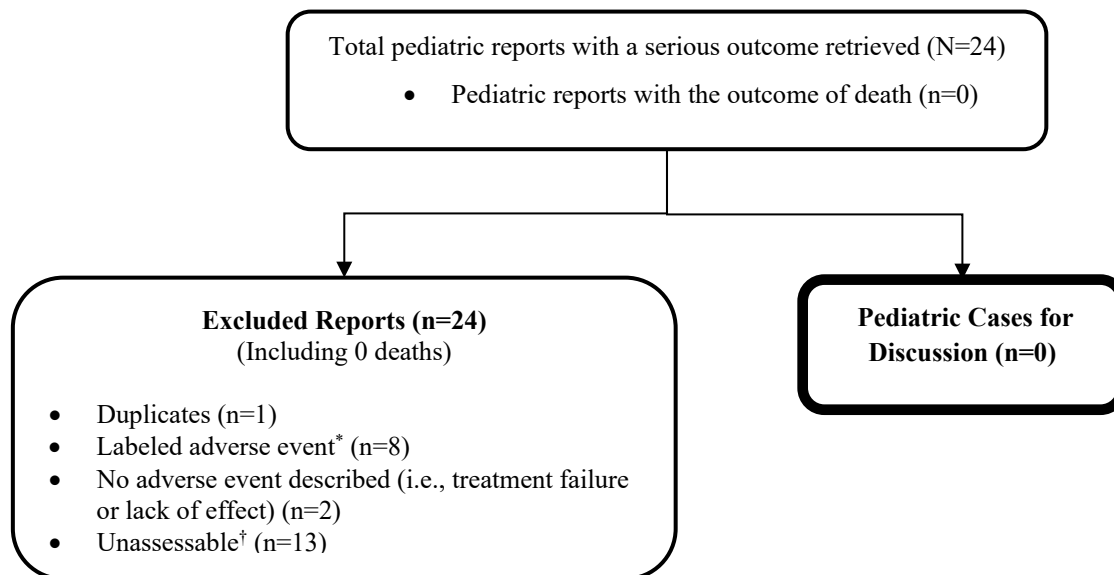 Total pediatric reports with a serious outcome retrieved (N=24)
• Pediatric reports with the outcome of death (n=0)
Excluded Reports (n=24)
(Including 0 deaths)
• Duplicates (n=1)
• Labeled adverse event* (n=8)
• No adverse event described (i.e., treatment failure
or lack of effect) (n=2)
• Unassessable† (n=13)
Pediatric Cases for
Discussion (n=0)